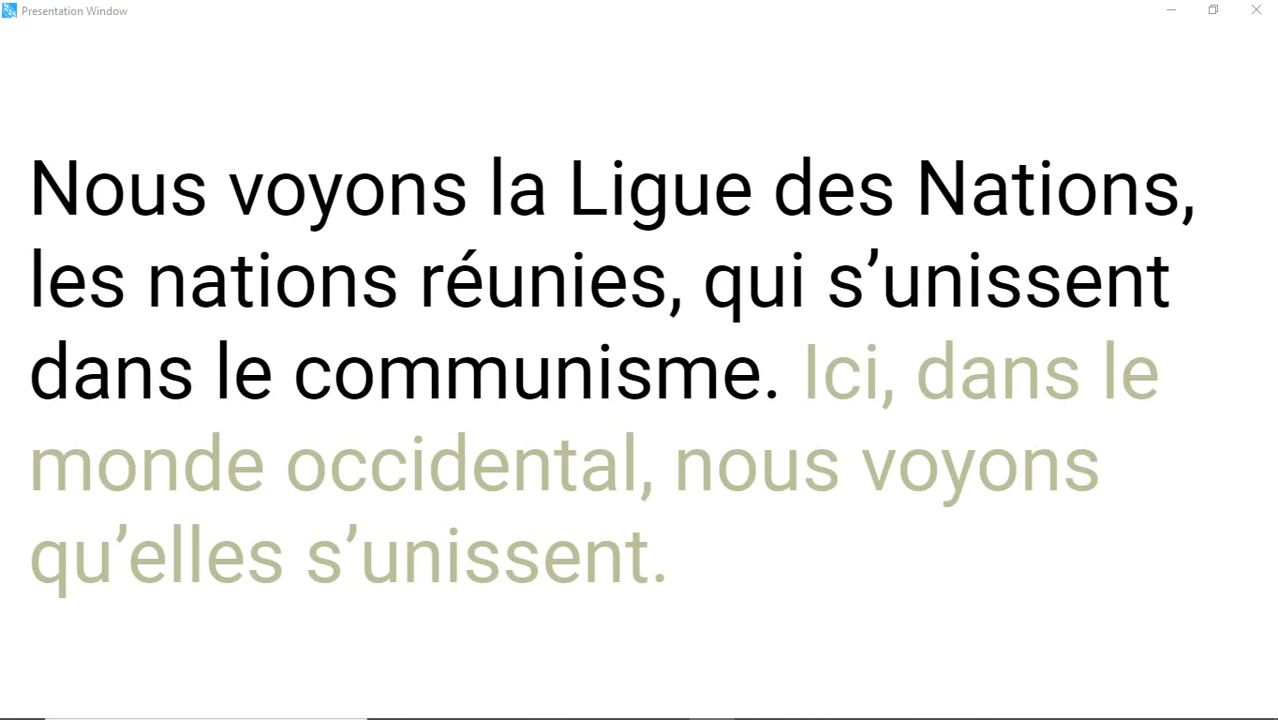 Presentation Window
Nous voyons la Ligue des Nations,
les nations réunies, qui s’unissent
dans le communisme. Ici, dans le
monde occidental, nous voyons
qu’elles s’unissent.